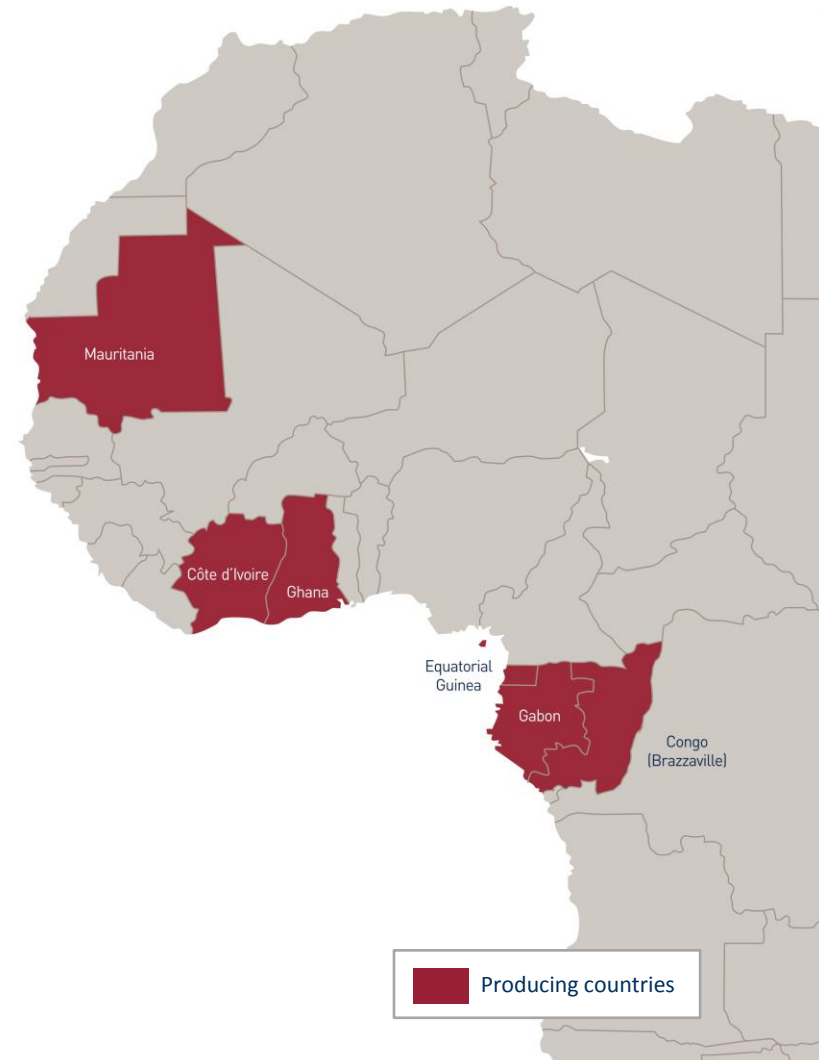 Mauritania
Côte d'Ivoire
Ghana
Equatorial
Guinea
Gabon
Congo
(Brazzaville)
Producing countries